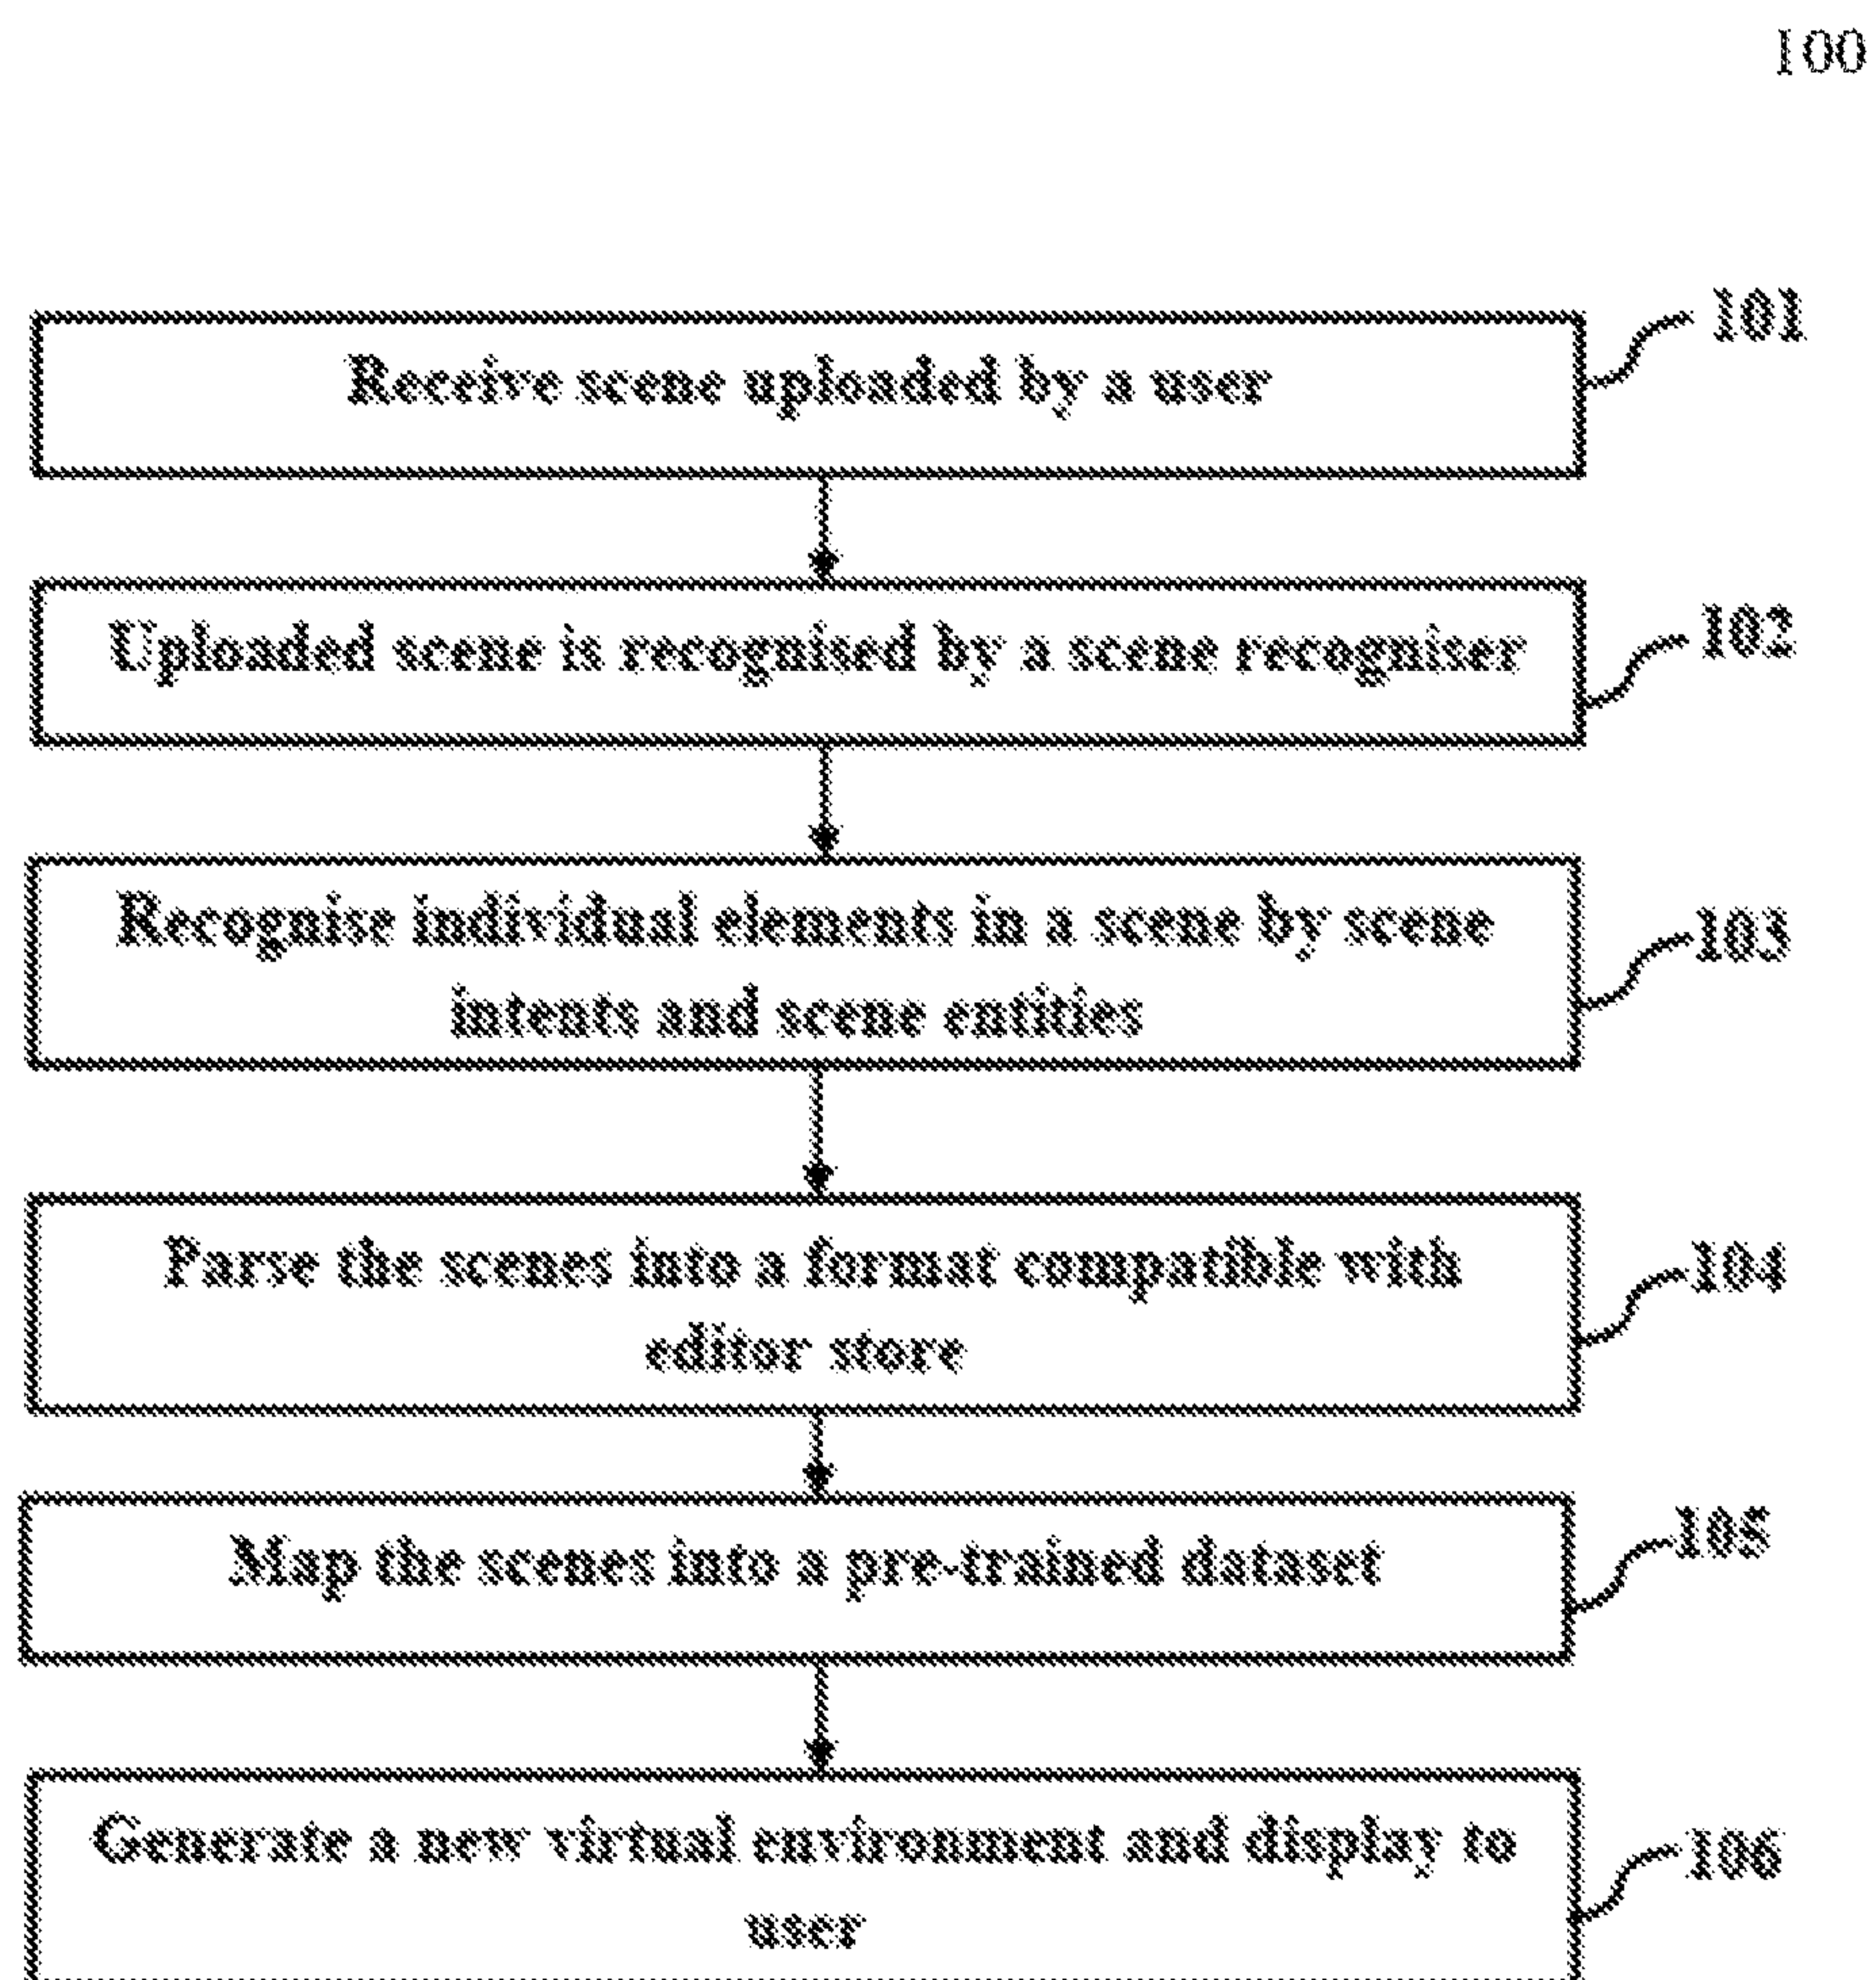 100
Receive scene uploaded by a user
101
Uploaded scene is recognised by a scene recogniser
102
Recognise individual elements in a scene by scene
intents and scene entities
103
Parse the scenes into a format compatible with
editor store
104
Map the scenes into a pre-trained dataset
105
Generate a new virtual environment and display to
user
106